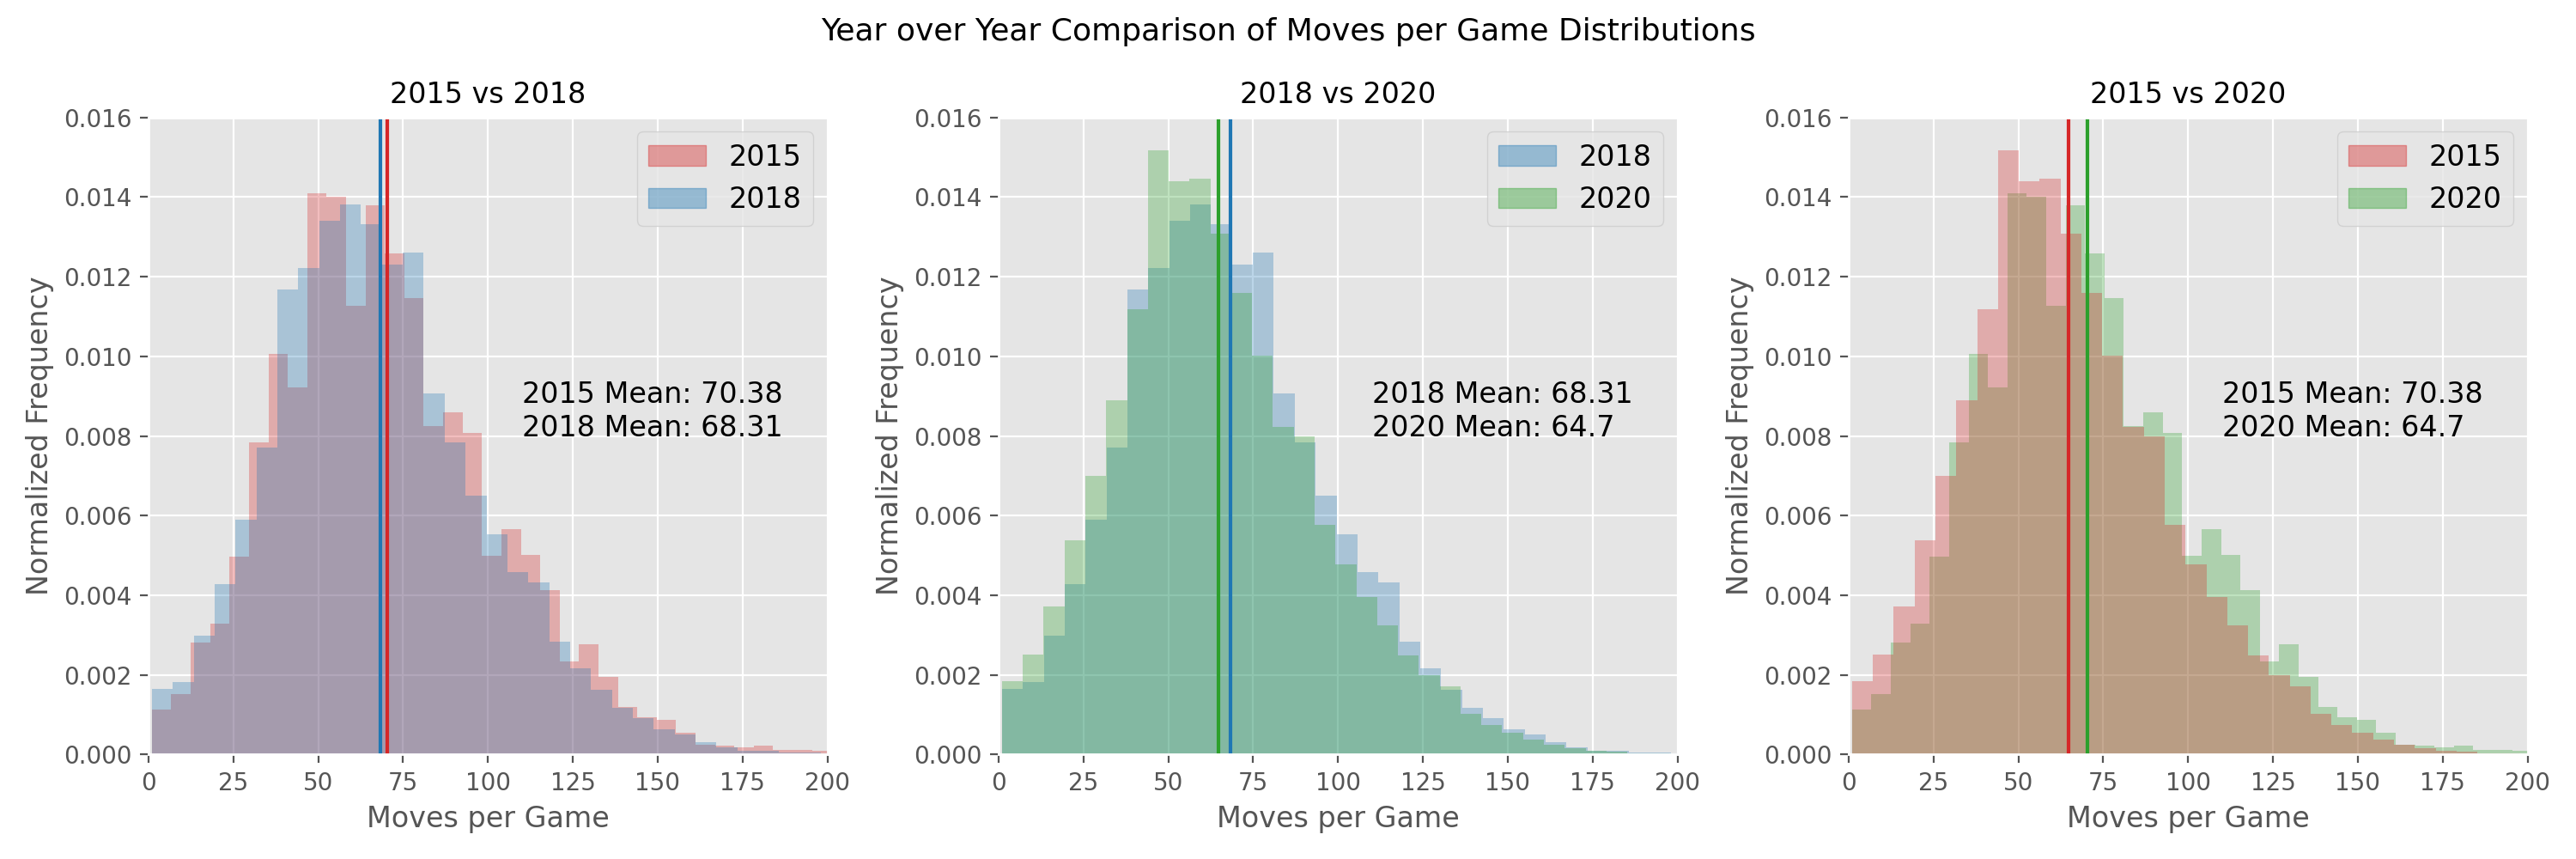 Year over Year Comparison of Moves per Game Distributions
2015 vs 2018
0.016
0.014
0.012
0.010
0.008
0.006
0.004
0.002
0.000
Normalized Frequency
2015
2018
2015 Mean: 70.38
2018 Mean: 68.31
0 25 50 75 100 125 150 175 200
Moves per Game
2018 vs 2020
0.016
0.014
0.012
0.010
0.008
0.006
0.004
0.002
0.000
Normalized Frequency
2018
2020
2018 Mean: 68.31
2020 Mean: 64.7
0 25 50 75 100 125 150 175 200
Moves per Game
2015 vs 2020
0.016
0.014
0.012
0.010
0.008
0.006
0.004
0.002
0.000
Normalized Frequency
2015
2020
2015 Mean: 70.38
2020 Mean: 64.7
0 25 50 75 100 125 150 175 200
Moves per Game